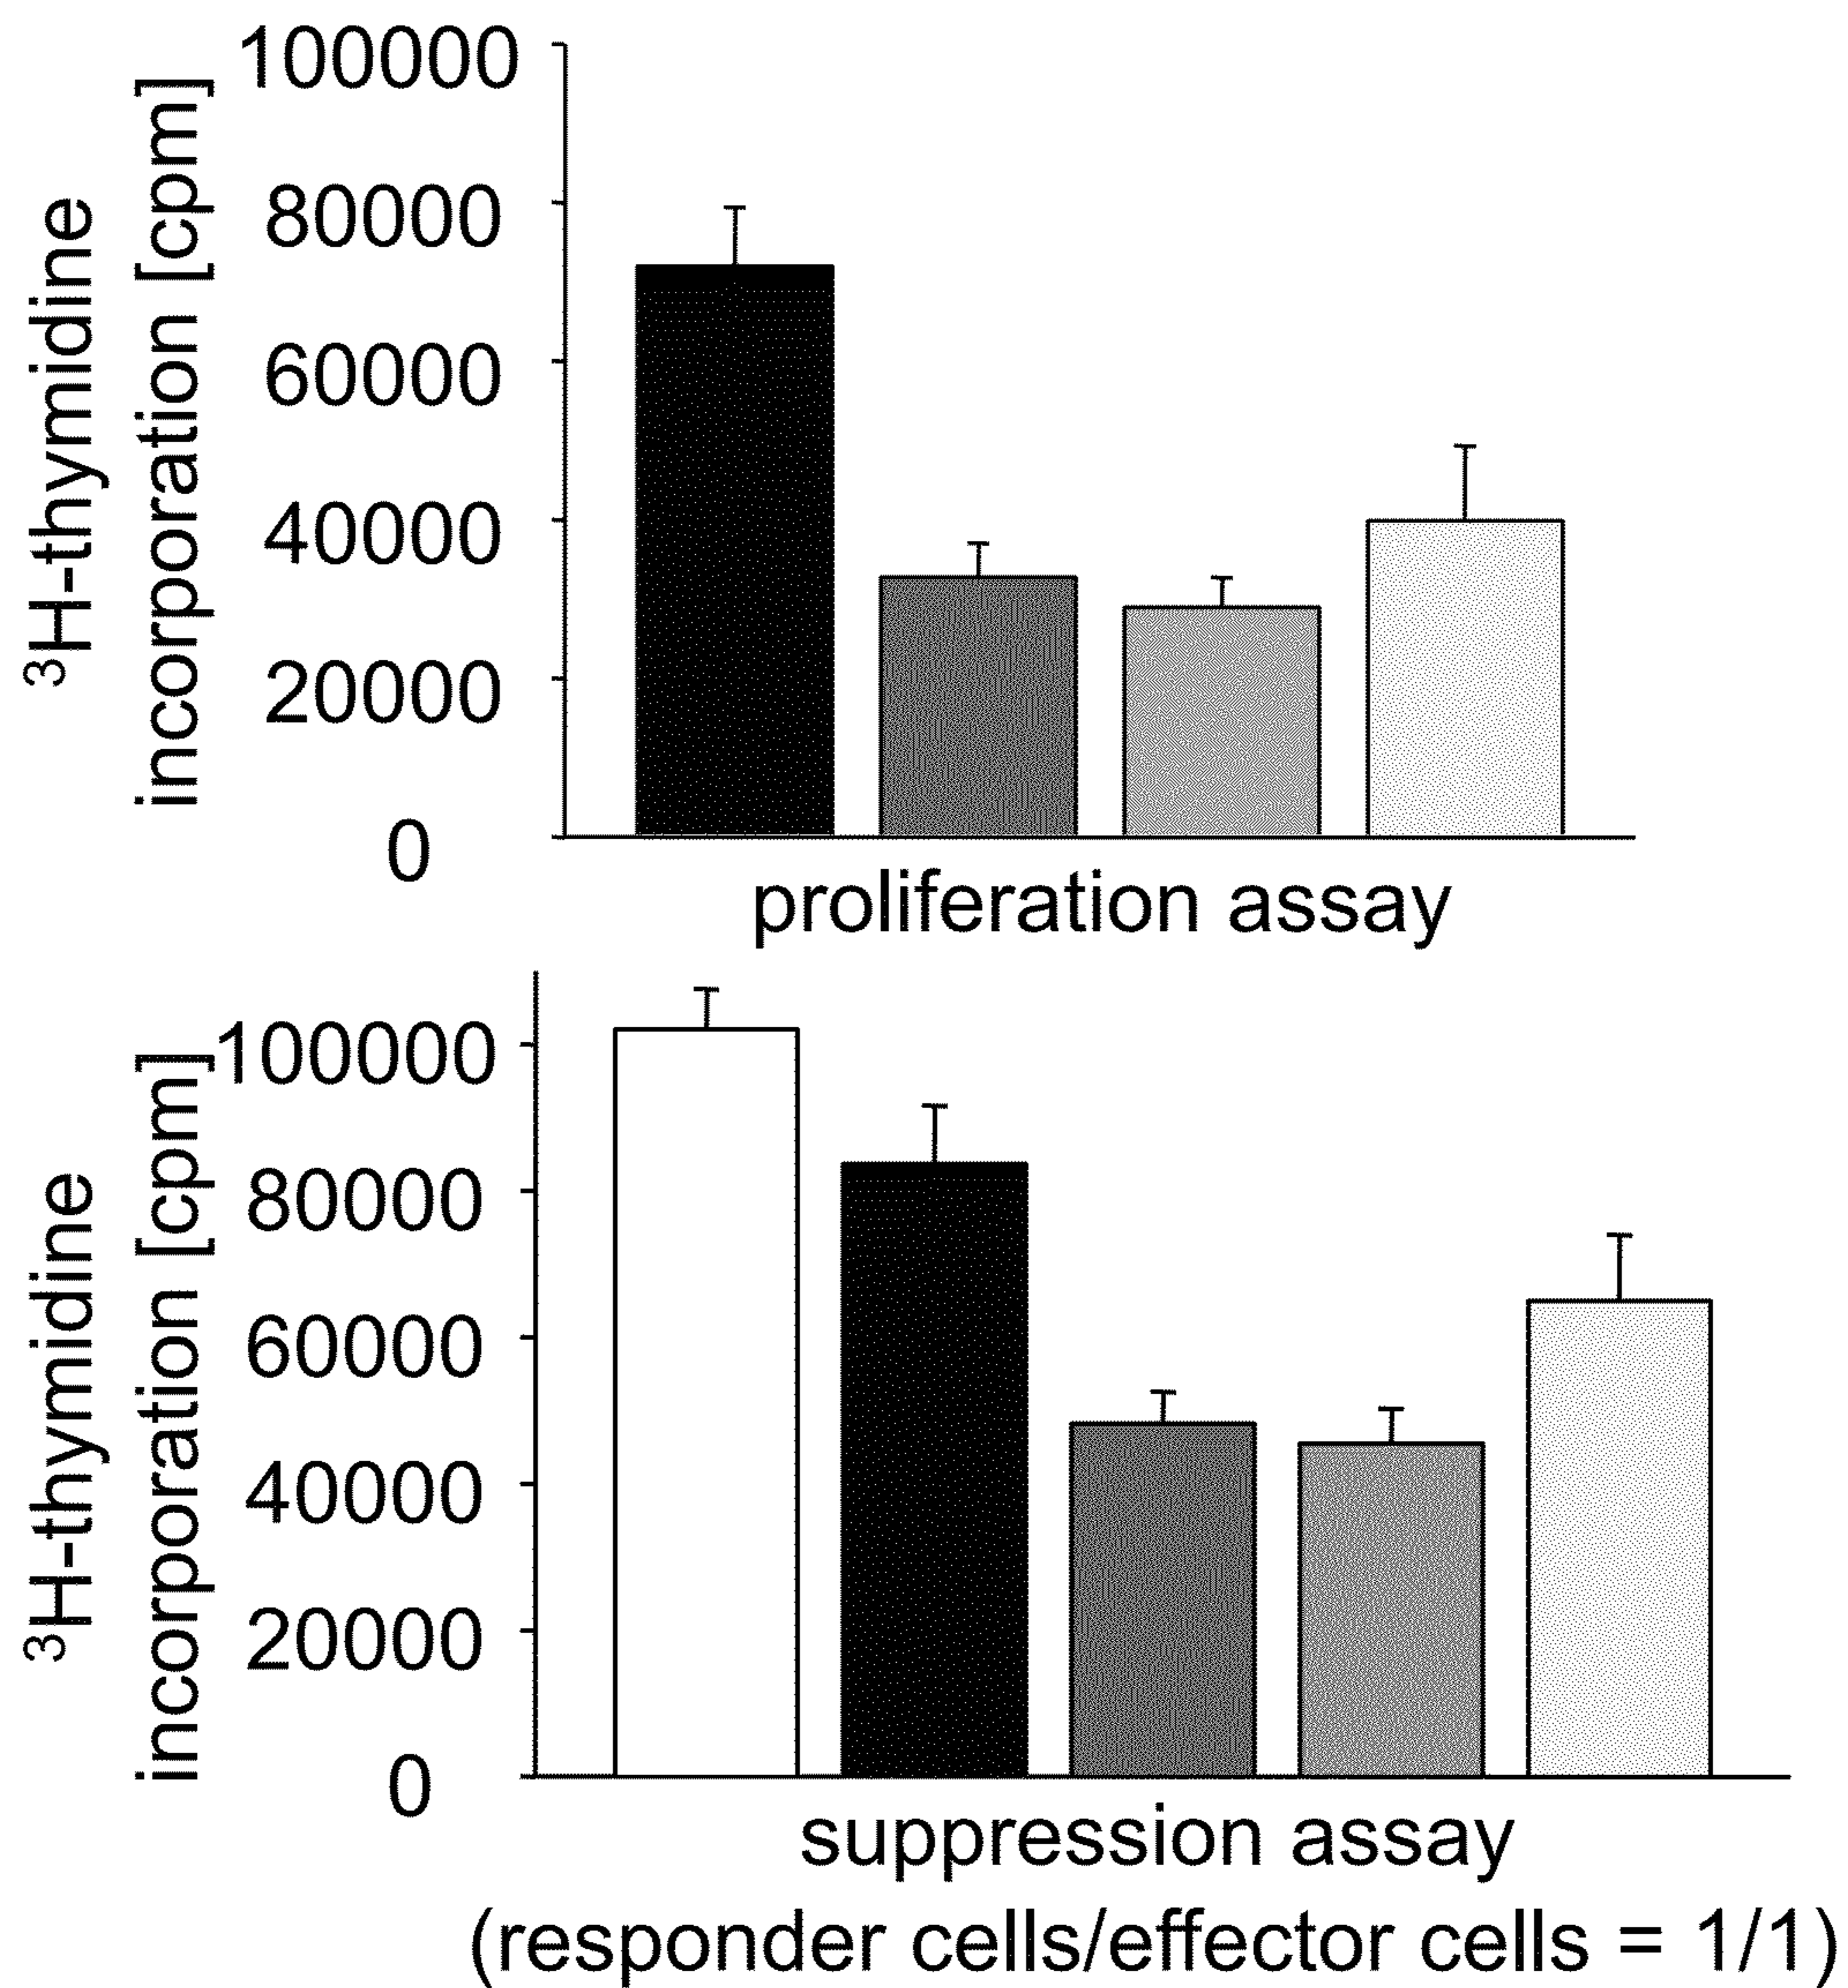 ³H-thymidine
incorporation [cpm]
100000
80000
60000
40000
20000
0
proliferation assay
³H-thymidine
incorporation [cpm]
100000
80000
60000
40000
20000
0
suppression assay
(responder cells/effector cells = 1/1)